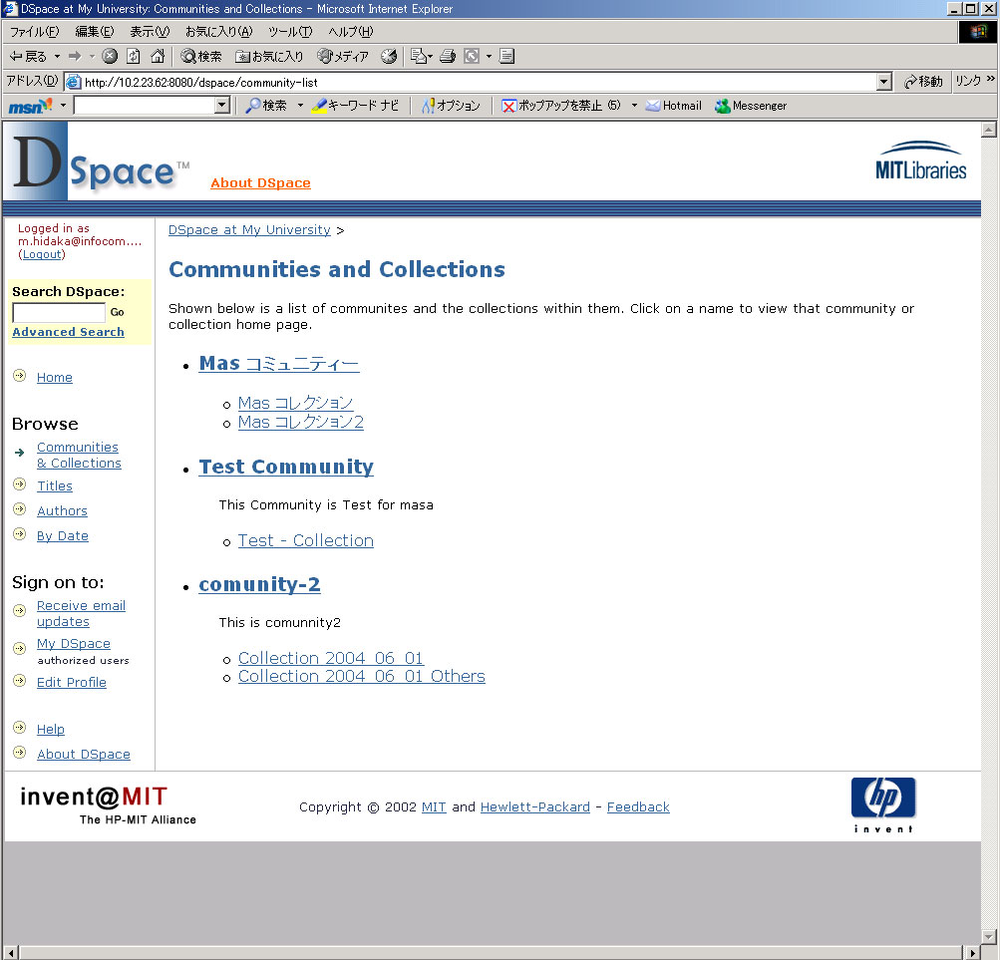 DSpace at My University: Communities and Collections - Microsoft Internet Explorer
ファイル(F) 編集(E) 表示(V) お気に入り(A) ツール(T) ヘルプ(H)
戻る 検索 お気に入り メディア
アドレス(D) http://10.2.23.62:8080/dspace/community-list 移動 リンク »
msn 検索 キーワード ナビ オプション ポップアップを禁止 (5) Hotmail Messenger
DSpace™ About DSpace MITLibraries
Logged in as
m.hidaka@infocom....
(Logout)
Search DSpace:
Go
Advanced Search
Home
Browse
Communities
& Collections
Titles
Authors
By Date
Sign on to:
Receive email
updates
My DSpace
authorized users
Edit Profile
Help
About DSpace
DSpace at My University >
Communities and Collections
Shown below is a list of communites and the collections within them. Click on a name to view that community or
collection home page.
Mas コミュニティー
Mas コレクション
Mas コレクション2
Test Community
This Community is Test for masa
Test - Collection
comunity-2
This is comunnity2
Collection 2004_06_01
Collection 2004_06_01 Others
invent@MIT
The HP-MIT Alliance
Copyright © 2002 MIT and Hewlett-Packard - Feedback
hp
invent